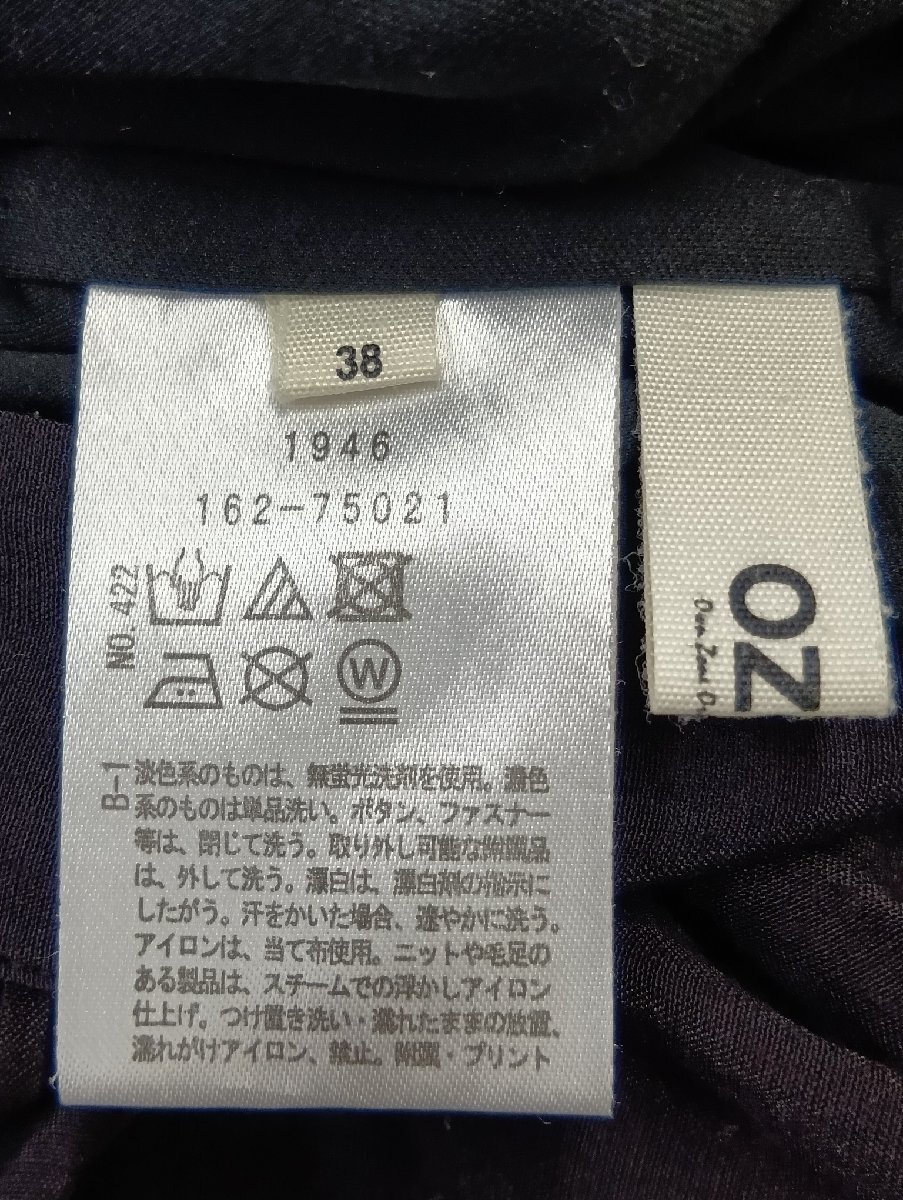 38
1946
162-75021
NO.422
W
B-1
淡色系のものは、無蛍光洗剤を使用。濃色
系のものは単品洗い。ボタン、ファスナー
等は、閉じて洗う。取り外し可能な附属品
は、外して洗う。漂白は、漂白剤の指示に
したがう。汗をかいた場合、速やかに洗う。
アイロンは、当て布使用。ニットや毛足の
ある製品は、スチームでの浮かしアイロン
仕上げ。つけ置き洗い・濡れたままの放置、
濡れがけアイロン、禁止。附属・プリント
OZ
Own Zone